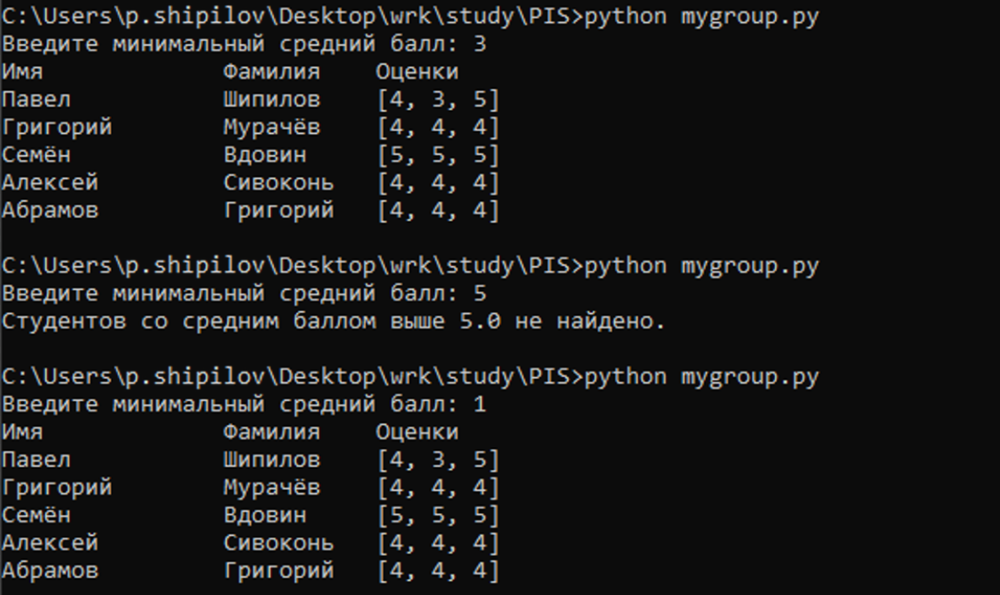 C:\Users\p.shipilov\Desktop\wrk\study\PIS>python mygroup.py
Введите минимальный средний балл: 3
Имя Фамилия Оценки
Павел Шипилов [4, 3, 5]
Григорий Мурачёв [4, 4, 4]
Семён Вдовин [5, 5, 5]
Алексей Сивоконь [4, 4, 4]
Абрамов Григорий [4, 4, 4]
C:\Users\p.shipilov\Desktop\wrk\study\PIS>python mygroup.py
Введите минимальный средний балл: 5
Студентов со средним баллом выше 5.0 не найдено.
C:\Users\p.shipilov\Desktop\wrk\study\PIS>python mygroup.py
Введите минимальный средний балл: 1
Имя Фамилия Оценки
Павел Шипилов [4, 3, 5]
Григорий Мурачёв [4, 4, 4]
Семён Вдовин [5, 5, 5]
Алексей Сивоконь [4, 4, 4]
Абрамов Григорий [4, 4, 4]